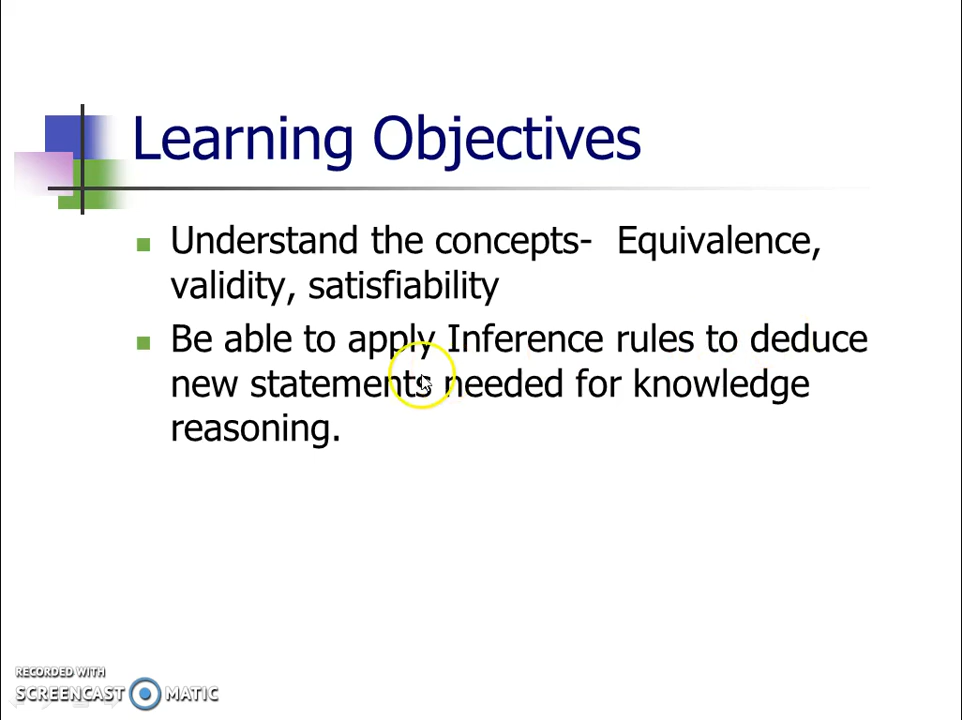 Learning Objectives
Understand the concepts- Equivalence,
validity, satisfiability
Be able to apply Inference rules to deduce
new statements needed for knowledge
reasoning.
RECORDED WITH
SCREENCAST MATIC